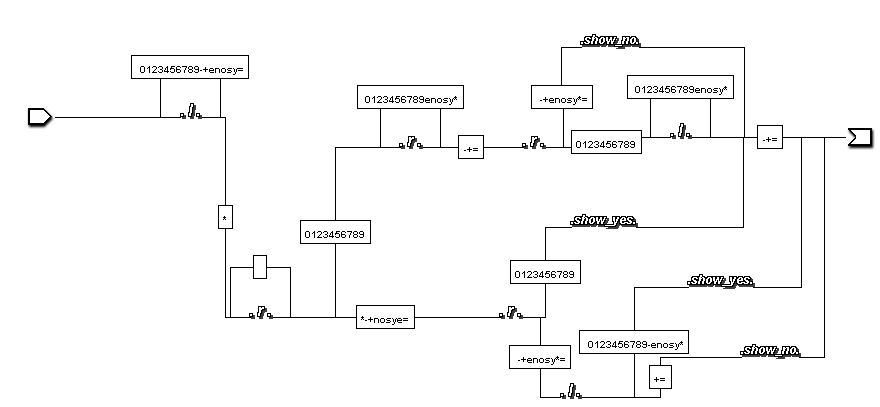 .show_no.
0123456789-+enosy=
.l.
0123456789enosy*
.r.
-+=
-+enosy*=
.r.
0123456789enosy*
.l.
0123456789
-+=
*
0123456789
.show_yes.
0123456789
.show_yes.
.r.
*-+nosye=
.r.
-+enosy*=
0123456789-enosy*
.show_no.
+=
.l.